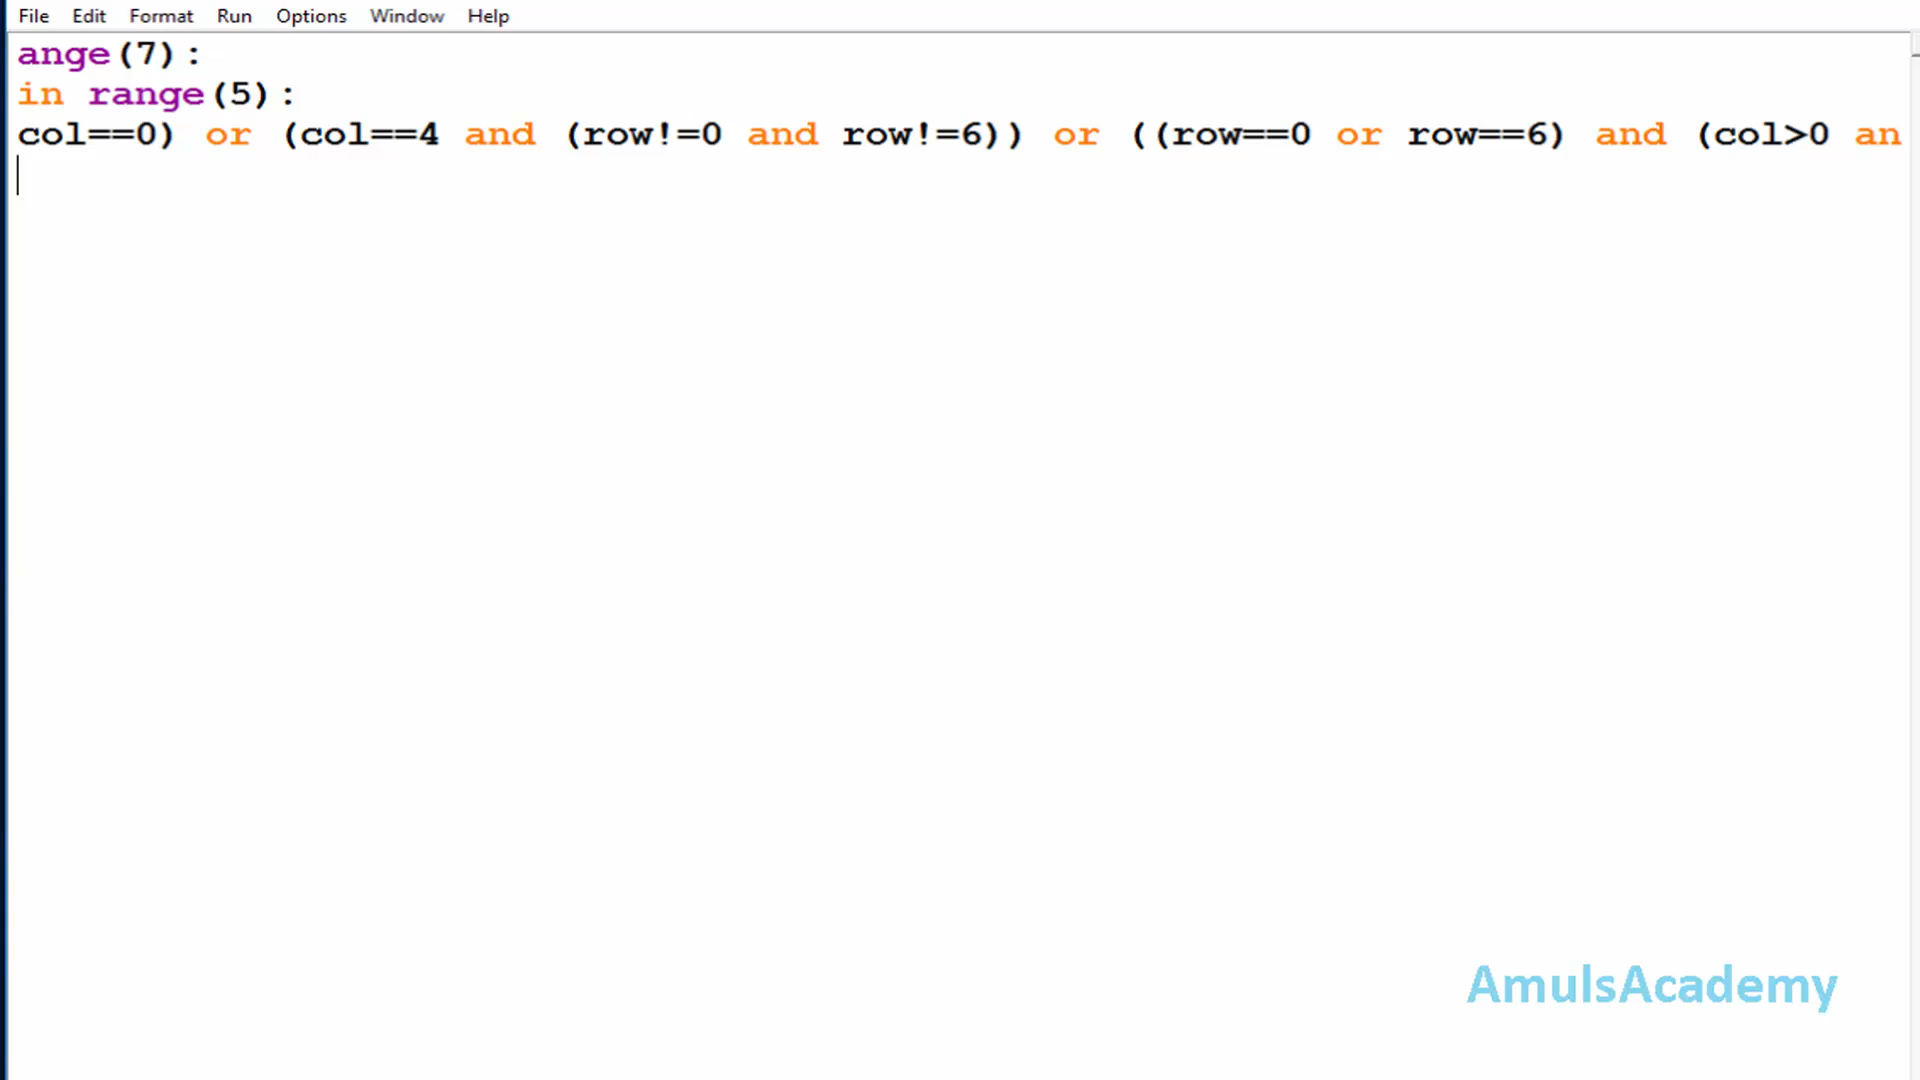 File Edit Format Run Options Window Help
ange(7):
in range(5):
col==0) or (col==4 and (row!=0 and row!=6)) or ((row==0 or row==6) and (col>0 an
AmulsAcademy